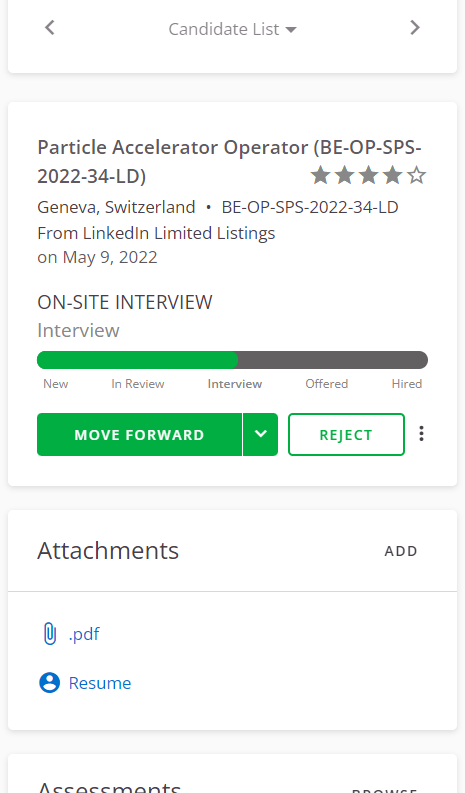 Candidate List
Particle Accelerator Operator (BE-OP-SPS-
2022-34-LD)
Geneva, Switzerland • BE-OP-SPS-2022-34-LD
From LinkedIn Limited Listings
on May 9, 2022
ON-SITE INTERVIEW
Interview
New In Review Interview Offered Hired
MOVE FORWARD REJECT
Attachments ADD
.pdf
Resume
Assessments BROWSE